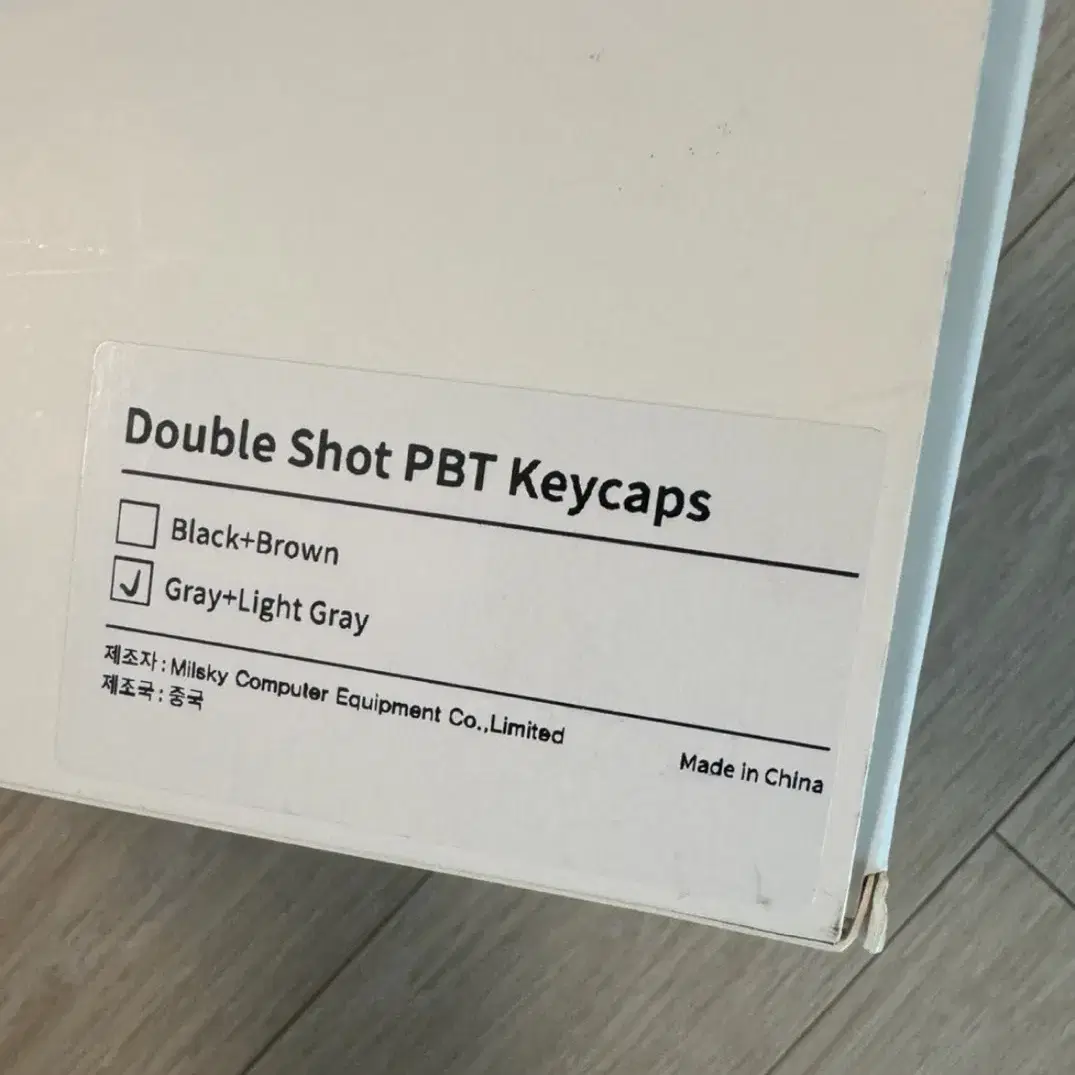 Double Shot PBT Keycaps
Black+Brown
Gray+Light Gray
제조자 : Milsky Computer Equipment Co.,Limited
제조국 : 중국
Made in China